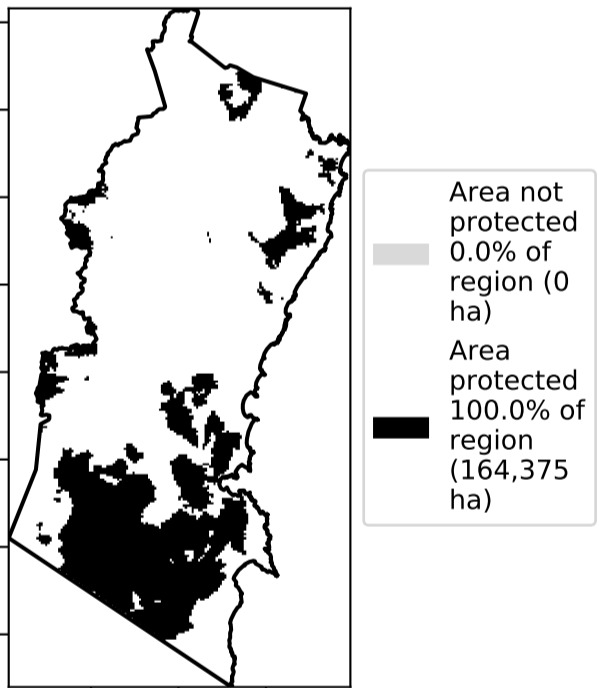 Area not
protected
0.0% of
region (0
ha)
Area
protected
100.0% of
region
(164,375
ha)